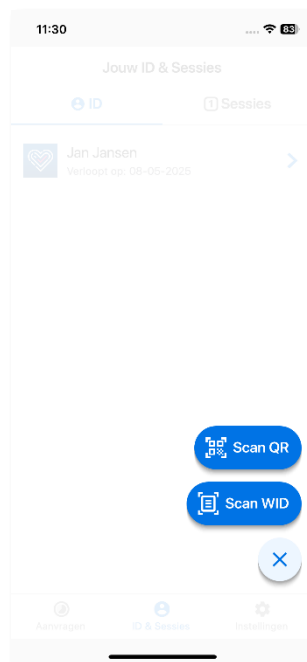 11:30
83
Jouw ID & Sessies
ID
1 Sessies
Jan Jansen
Verloopt op: 08-06-2025
Scan QR
Scan WID
Aanvragen
ID & Sessies
Instellingen